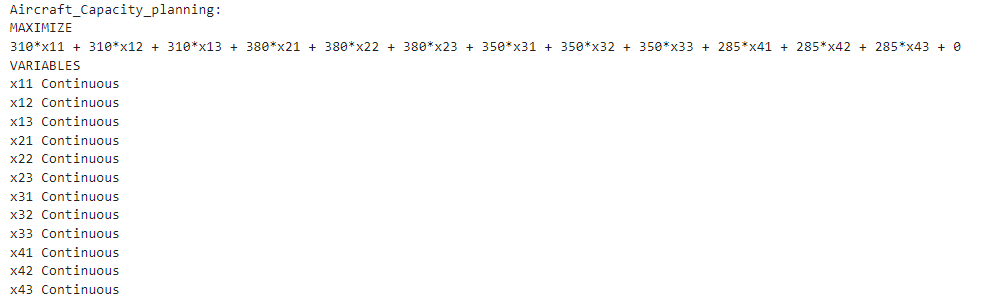 Aircraft_Capacity_planning:
MAXIMIZE
310*x11 + 310*x12 + 310*x13 + 380*x21 + 380*x22 + 380*x23 + 350*x31 + 350*x32 + 350*x33 + 285*x41 + 285*x42 + 285*x43 + 0
VARIABLES
x11 Continuous
x12 Continuous
x13 Continuous
x21 Continuous
x22 Continuous
x23 Continuous
x31 Continuous
x32 Continuous
x33 Continuous
x41 Continuous
x42 Continuous
x43 Continuous